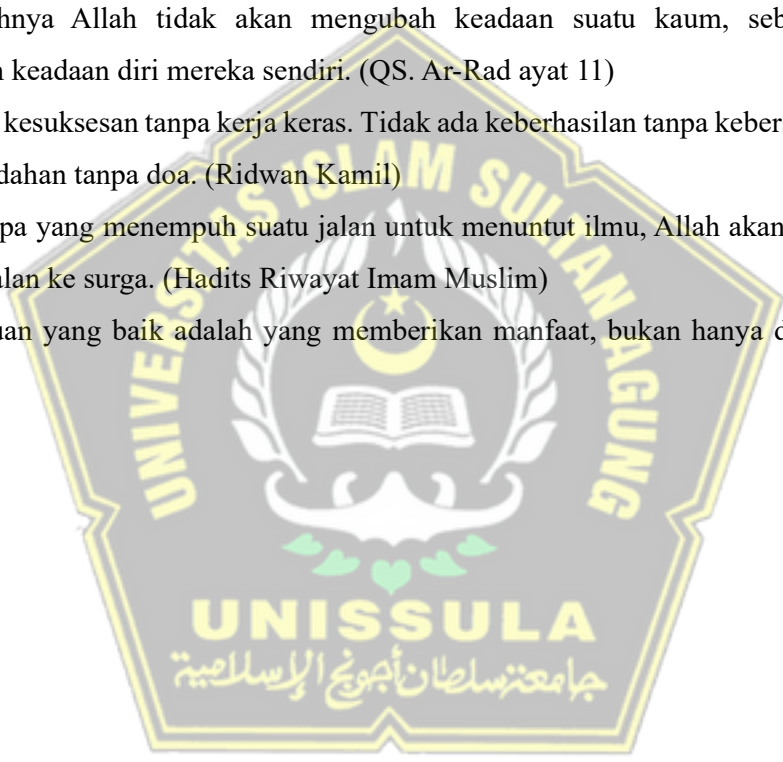 hnya Allah tidak akan mengubah keadaan suatu kaum, seb
n keadaan diri mereka sendiri. (QS. Ar-Rad ayat 11)
kesuksesan tanpa kerja keras. Tidak ada keberhasilan tanpa keber
dahan tanpa doa. (Ridwan Kamil)
pa yang menempuh suatu jalan untuk menuntut ilmu, Allah akan
alan ke surga. (Hadits Riwayat Imam Muslim)
uan yang baik adalah yang memberikan manfaat, bukan hanya d
UNIVERSITAS ISLAM SULTAN AGUNG
UNISSULA
جامعة سلطان أجونج الإسلامية